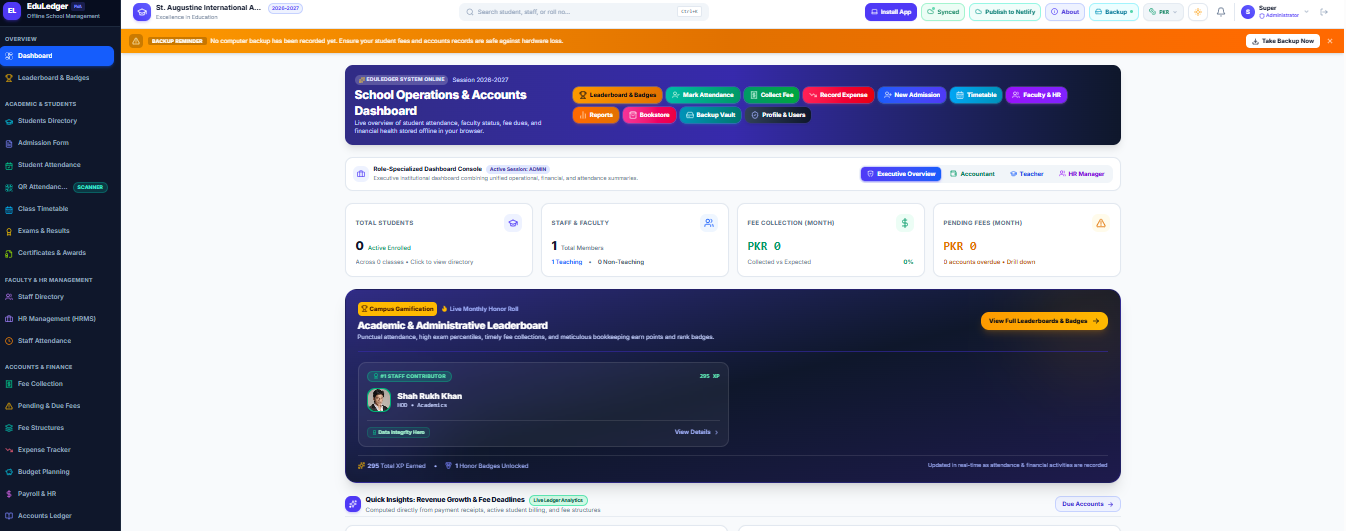 EL
EduLedger PWA
Offline School Management
OVERVIEW
Dashboard
Leaderboard & Badges
ACADEMIC & STUDENTS
Students Directory
Admission Form
Student Attendance
QR Attendanc... SCANNER
Class Timetable
Exams & Results
Certificates & Awards
FACULTY & HR MANAGEMENT
Staff Directory
HR Management (HRMS)
Staff Attendance
ACCOUNTS & FINANCE
Fee Collection
Pending & Due Fees
Fee Structures
Expense Tracker
Budget Planning
Payroll & HR
Accounts Ledger
St. Augustine International A... 2026-2027
Excellence in Education
Search student, staff, or roll no... Ctrl+K
Install App
Synced
Publish to Netlify
About
Backup
PKR
S
Super
Administrator
BACKUP REMINDER No computer backup has been recorded yet. Ensure your student fees and accounts records are safe against hardware loss.
Take Backup Now
EDULEDGER SYSTEM ONLINE Session 2026-2027
School Operations & Accounts
Dashboard
Live overview of student attendance, faculty status, fee dues, and
financial health stored offline in your browser.
Leaderboard & Badges Mark Attendance Collect Fee Record Expense New Admission Timetable Faculty & HR
Reports Bookstore Backup Vault Profile & Users
Role-Specialized Dashboard Console Active Session: ADMIN
Executive institutional dashboard combining unified operational, financial, and attendance summaries.
Executive Overview Accountant Teacher HR Manager
TOTAL STUDENTS
0 Active Enrolled
Across 0 classes • Click to view directory
STAFF & FACULTY
1 Total Members
1 Teaching • 0 Non-Teaching
FEE COLLECTION (MONTH)
PKR 0
Collected vs Expected 0%
PENDING FEES (MONTH)
PKR 0
0 accounts overdue • Drill down
Campus Gamification Live Monthly Honor Roll
Academic & Administrative Leaderboard
Punctual attendance, high exam percentiles, timely fee collections, and meticulous bookkeeping earn points and rank badges.
View Full Leaderboards & Badges
#1 STAFF CONTRIBUTOR 295 XP
Shah Rukh Khan
HOD • Academics
Data Integrity Hero View Details
295 Total XP Earned • 1 Honor Badges Unlocked
Updated in real-time as attendance & financial activities are recorded
Quick Insights: Revenue Growth & Fee Deadlines Live Ledger Analytics
Computed directly from payment receipts, active student billing, and fee structures
Due Accounts